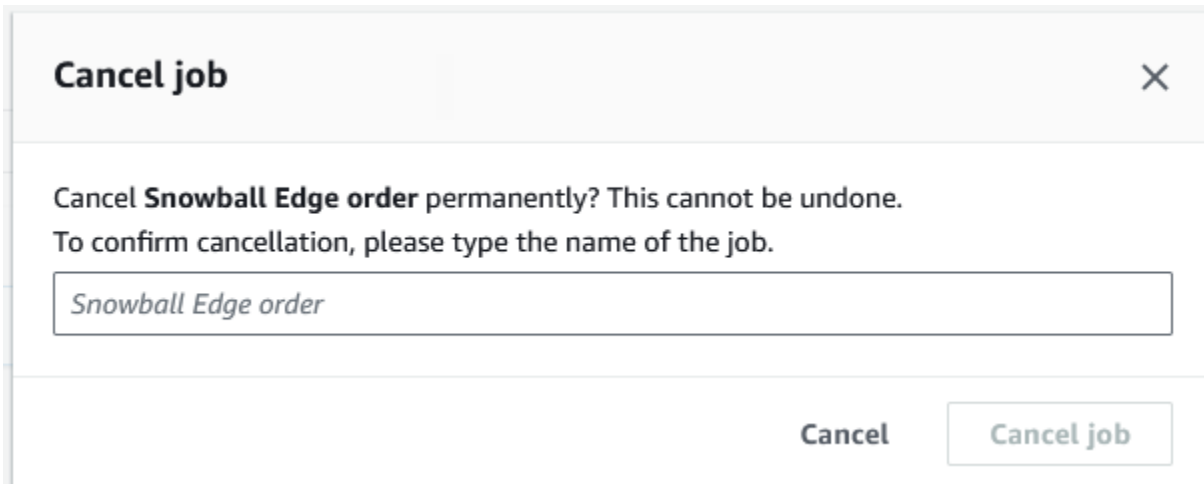 Cancel job
Cancel Snowball Edge order permanently? This cannot be undone.
To confirm cancellation, please type the name of the job.
Snowball Edge order
Cancel Cancel job